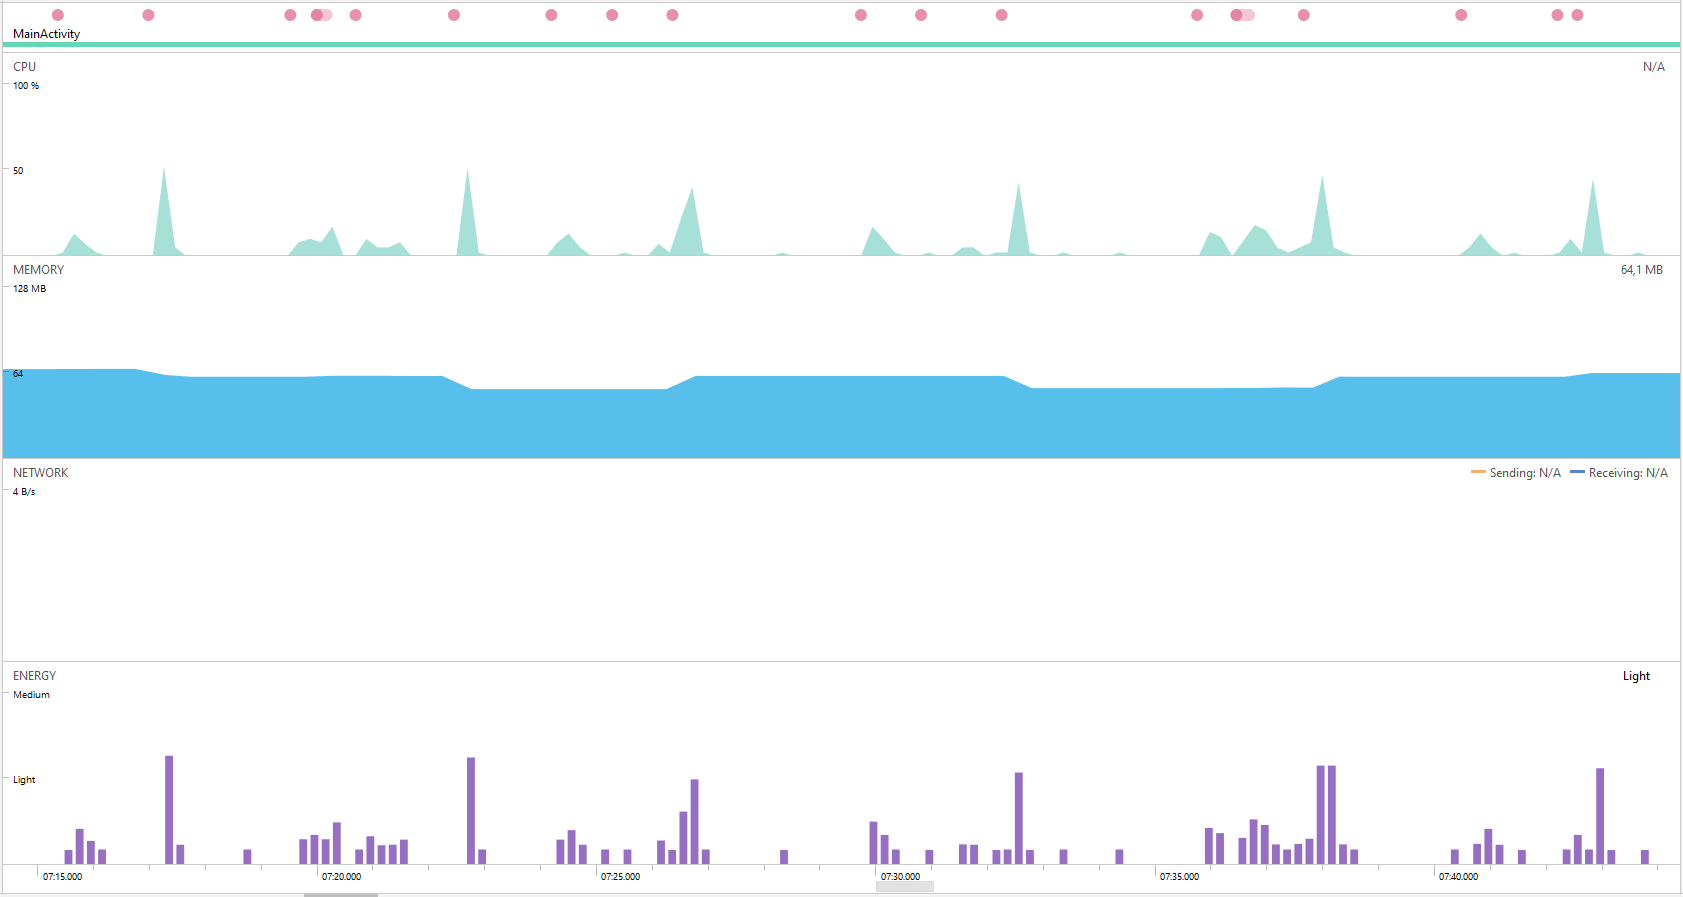 MainActivity
CPU N/A
100 %
50
MEMORY 64,1 MB
128 MB
64
NETWORK Sending: N/A Receiving: N/A
4 B/s
ENERGY Light
Medium
Light
07:15.000 07:20.000 07:25.000 07:30.000 07:35.000 07:40.000